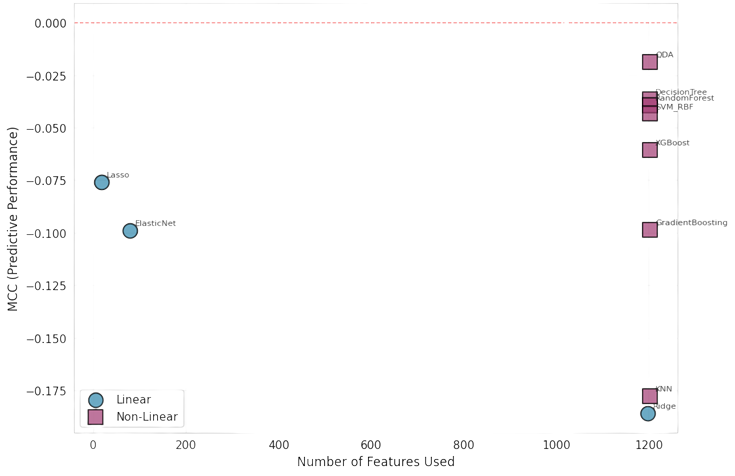 0.000
−0.025
−0.050
−0.075
−0.100
−0.125
−0.150
−0.175
MCC (Predictive Performance)
QDA
DecisionTree
RandomForest
SVM_RBF
XGBoost
Lasso
ElasticNet
GradientBoosting
KNN
Ridge
Linear
Non-Linear
0 200 400 600 800 1000 1200
Number of Features Used